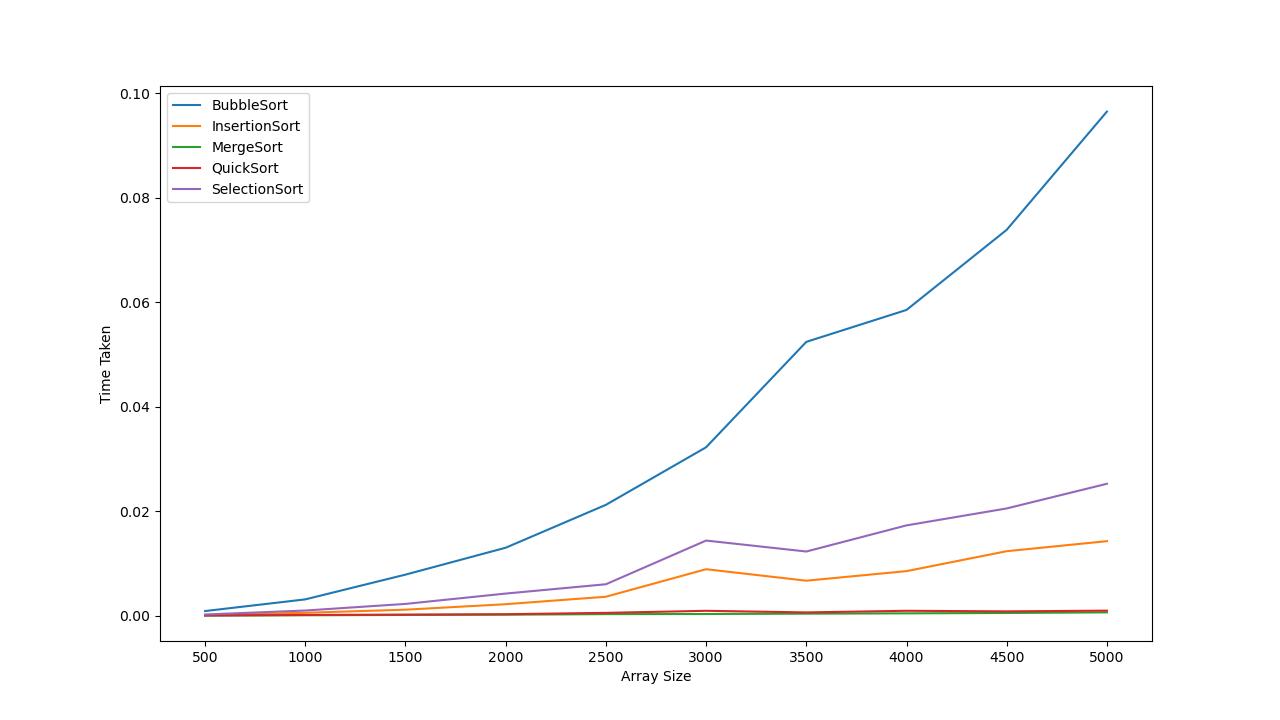 BubbleSort
InsertionSort
MergeSort
QuickSort
SelectionSort
0.10
0.08
0.06
0.04
0.02
0.00
Time Taken
500 1000 1500 2000 2500 3000 3500 4000 4500 5000
Array Size